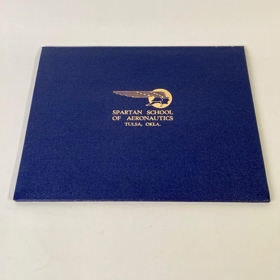 SPARTAN SCHOOL
OF AERONAUTICS
TULSA, OKLA.